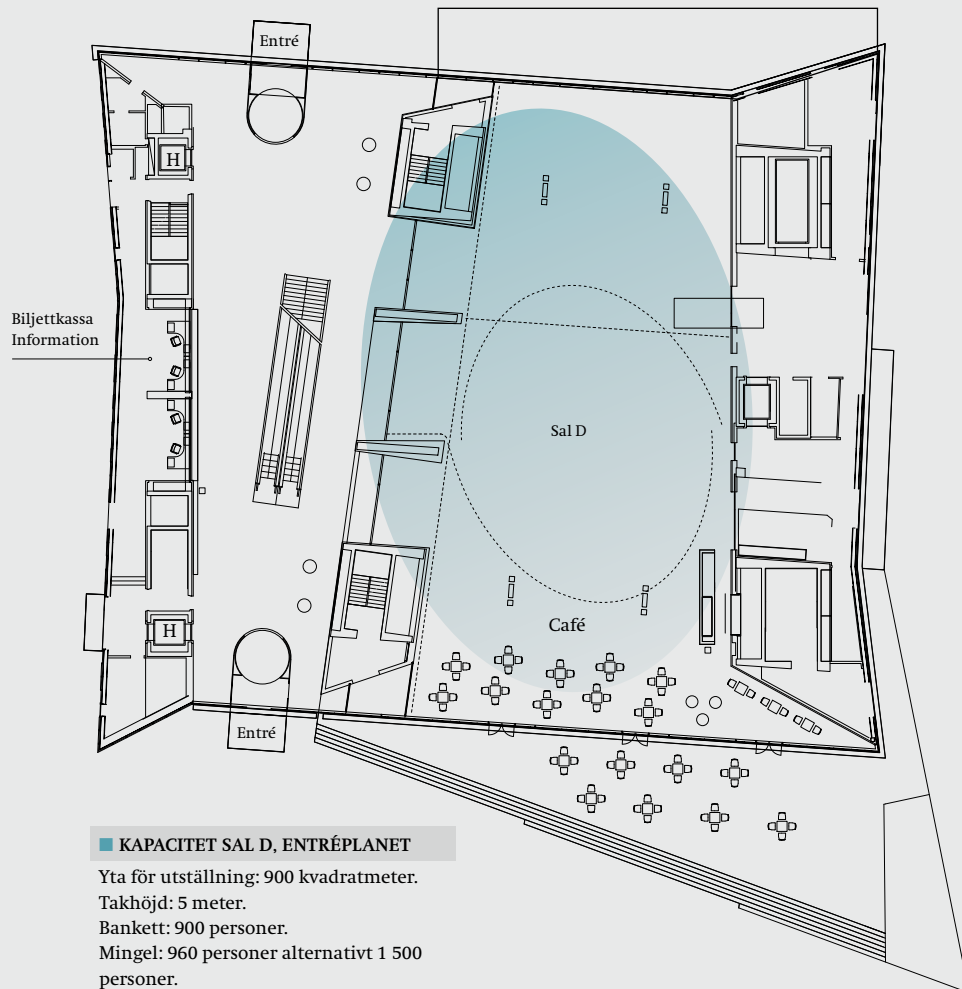 Entré
H
Biljettkassa
Information
Sal D
H
Café
Entré
KAPACITET SAL D, ENTRÉPLANET
Yta för utställning: 900 kvadratmeter.
Takhöjd: 5 meter.
Bankett: 900 personer.
Mingel: 960 personer alternativt 1 500
personer.